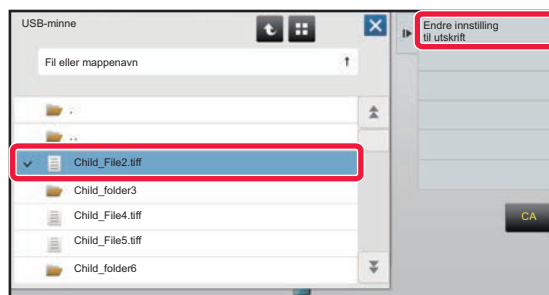 USB-minne
Fil eller mappenavn
.
..
Child_File2.tiff
Child_folder3
Child_File4.tiff
Child_File5.tiff
Child_folder6
Endre innstilling
til utskrift
CA